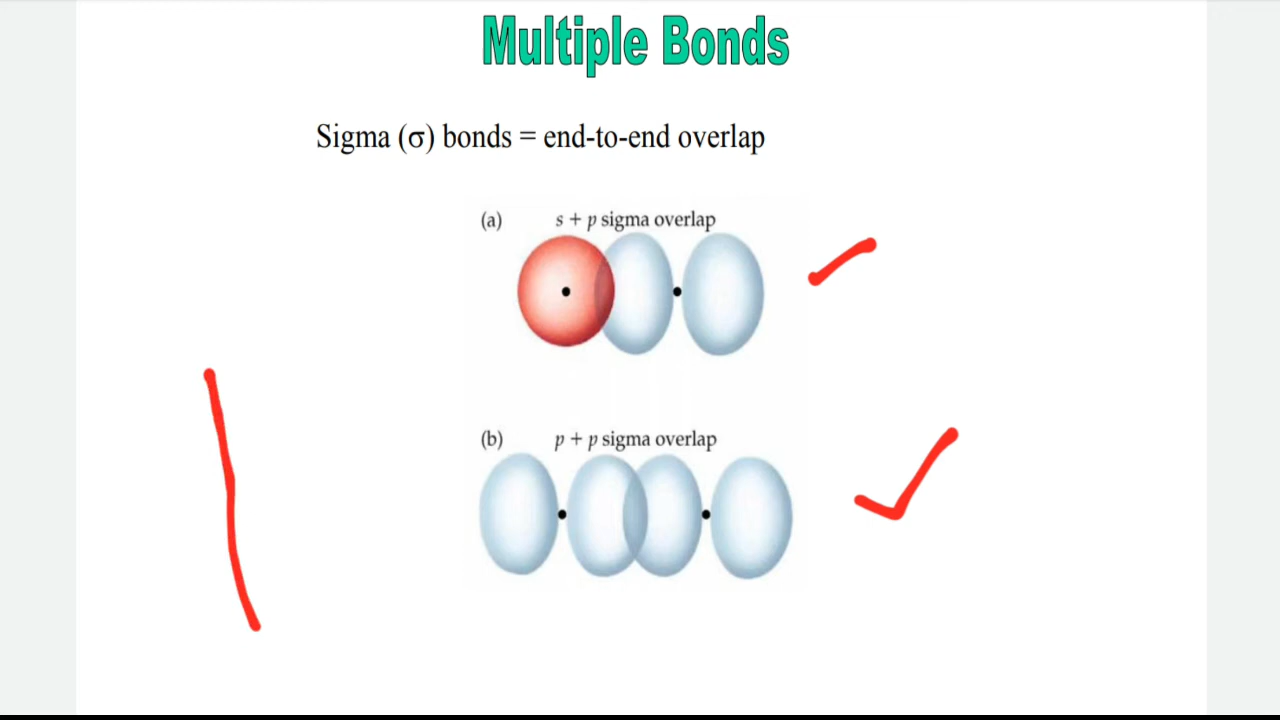 Multiple Bonds
Sigma (σ) bonds = end-to-end overlap
(a) s + p sigma overlap
(b) p + p sigma overlap